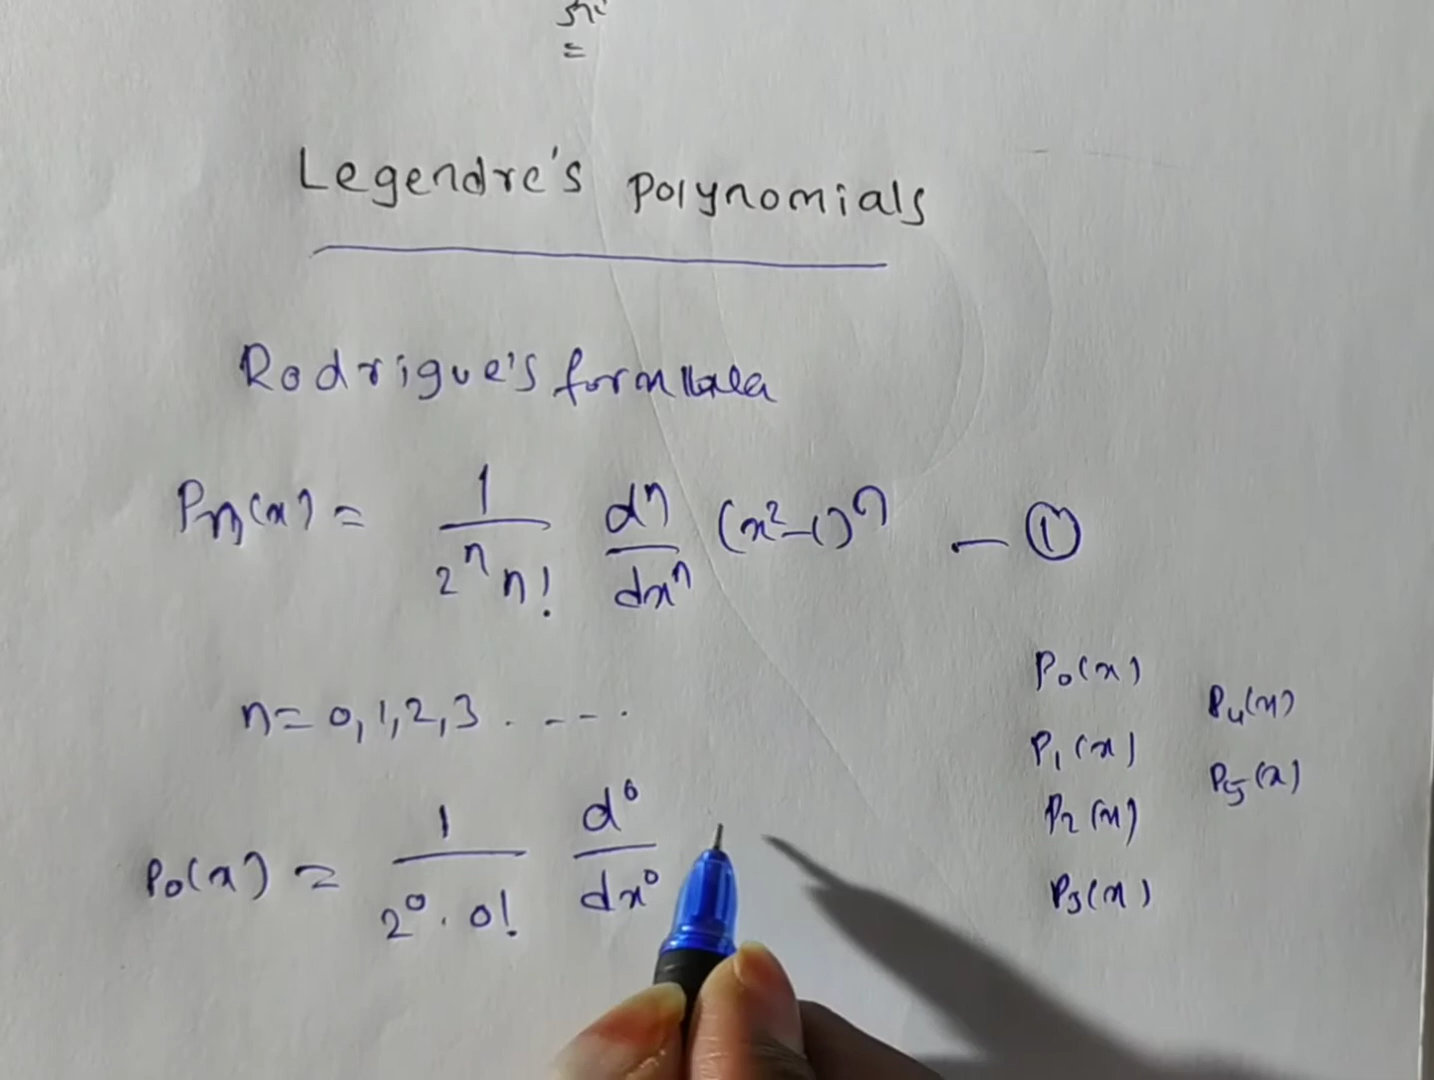 Legendre's Polynomials
Rodrigue's formula
Pn(x) = 1/(2^n n!) d^n/dx^n (x²-1)^n — ①
n=0,1,2,3 . - - - .
P₀(x) = 1/(2^0 . 0!) d^0/dx^0
P₀(x)
P₁(x)
P₂(x)
P₃(x)
P₄(x)
P₅(x)